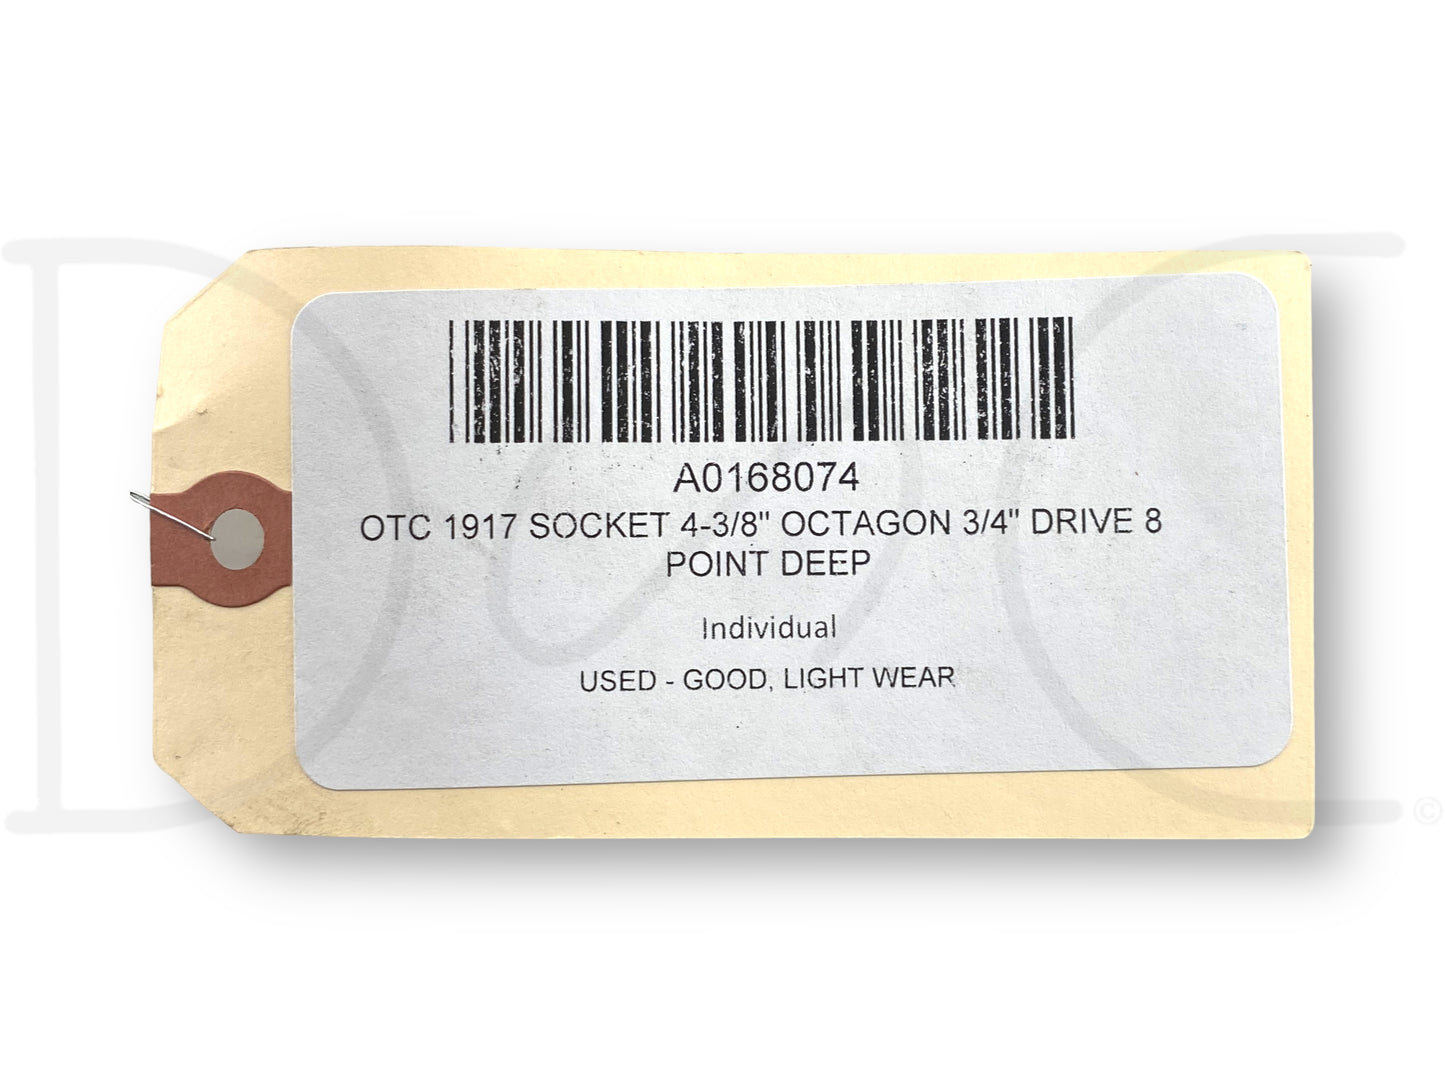 A0168074
OTC 1917 SOCKET 4-3/8" OCTAGON 3/4" DRIVE 8
POINT DEEP
Individual
USED - GOOD, LIGHT WEAR
©